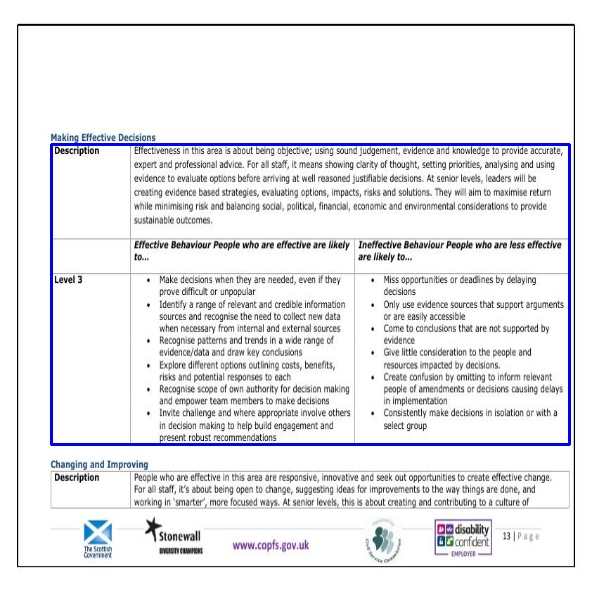 Making Effective Decisions
Description
Effectiveness in this area is about being objective; using sound judgement, evidence and knowledge to provide accurate,
expert and professional advice. For all staff, it means showing clarity of thought, setting priorities, analysing and using
evidence to evaluate options before arriving at well reasoned justifiable decisions. At senior levels, leaders will be
creating evidence based strategies, evaluating options, impacts, risks and solutions. They will aim to maximise return
while minimising risk and balancing social, political, financial, economic and environmental considerations to provide
sustainable outcomes.
Effective Behaviour People who are effective are likely
to...
Ineffective Behaviour People who are less effective
are likely to...
Level 3
• Make decisions when they are needed, even if they
prove difficult or unpopular
• Identify a range of relevant and credible information
sources and recognise the need to collect new data
when necessary from internal and external sources
• Recognise patterns and trends in a wide range of
evidence/data and draw key conclusions
• Explore different options outlining costs, benefits,
risks and potential responses to each
• Recognise scope of own authority for decision making
and empower team members to make decisions
• Invite challenge and where appropriate involve others
in decision making to help build engagement and
present robust recommendations
• Miss opportunities or deadlines by delaying
decisions
• Only use evidence sources that support arguments
or are easily accessible
• Come to conclusions that are not supported by
evidence
• Give little consideration to the people and
resources impacted by decisions.
• Create confusion by omitting to inform relevant
people of amendments or decisions causing delays
in implementation
• Consistently make decisions in isolation or with a
select group
Changing and Improving
Description
People who are effective in this area are responsive, innovative and seek out opportunities to create effective change.
For all staff, it's about being open to change, suggesting ideas for improvements to the way things are done, and
working in 'smarter', more focused ways. At senior levels, this is about creating and contributing to a culture of
The Scottish
Government
Stonewall
DIVERSITY CHAMPIONS
www.copfs.gov.uk
disability
confident
EMPLOYER
13 | P a g e